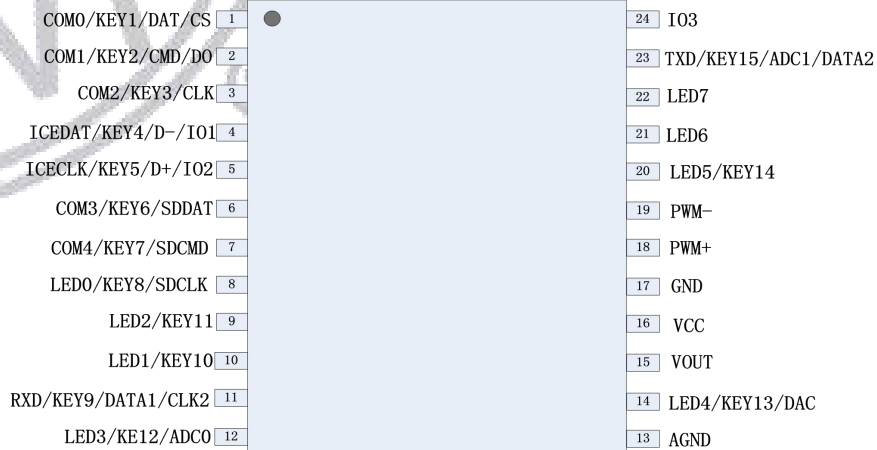 COM0/KEY1/DAT/CS 1
COM1/KEY2/CMD/DO 2
COM2/KEY3/CLK 3
ICEDAT/KEY4/D-/IO1 4
ICECLK/KEY5/D+/IO2 5
COM3/KEY6/SDDAT 6
COM4/KEY7/SDCMD 7
LED0/KEY8/SDCLK 8
LED2/KEY11 9
LED1/KEY10 10
RXD/KEY9/DATA1/CLK2 11
LED3/KE12/ADC0 12
24 IO3
23 TXD/KEY15/ADC1/DATA2
22 LED7
21 LED6
20 LED5/KEY14
19 PWM-
18 PWM+
17 GND
16 VCC
15 VOUT
14 LED4/KEY13/DAC
13 AGND